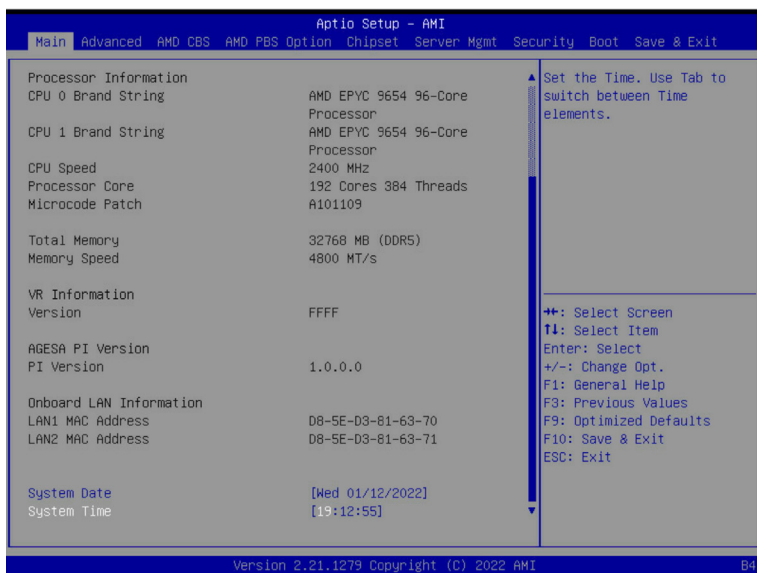 Aptio Setup - AMI
Main Advanced AMD CBS AMD PBS Option Chipset Server Mgmt Security Boot Save & Exit
Processor Information
CPU 0 Brand String AMD EPYC 9654 96-Core
Processor
CPU 1 Brand String AMD EPYC 9654 96-Core
Processor
CPU Speed 2400 MHz
Processor Core 192 Cores 384 Threads
Microcode Patch A101109
Total Memory 32768 MB (DDR5)
Memory Speed 4800 MT/s
VR Information
Version FFFF
AGESA PI Version
PI Version 1.0.0.0
Onboard LAN Information
LAN1 MAC Address D8-5E-D3-81-63-70
LAN2 MAC Address D8-5E-D3-81-63-71
System Date [Wed 01/12/2022]
System Time [19:12:55]
Set the Time. Use Tab to
switch between Time
elements.
→←: Select Screen
↑↓: Select Item
Enter: Select
+/-: Change Opt.
F1: General Help
F3: Previous Values
F9: Optimized Defaults
F10: Save & Exit
ESC: Exit
Version 2.21.1279 Copyright (C) 2022 AMI
B4